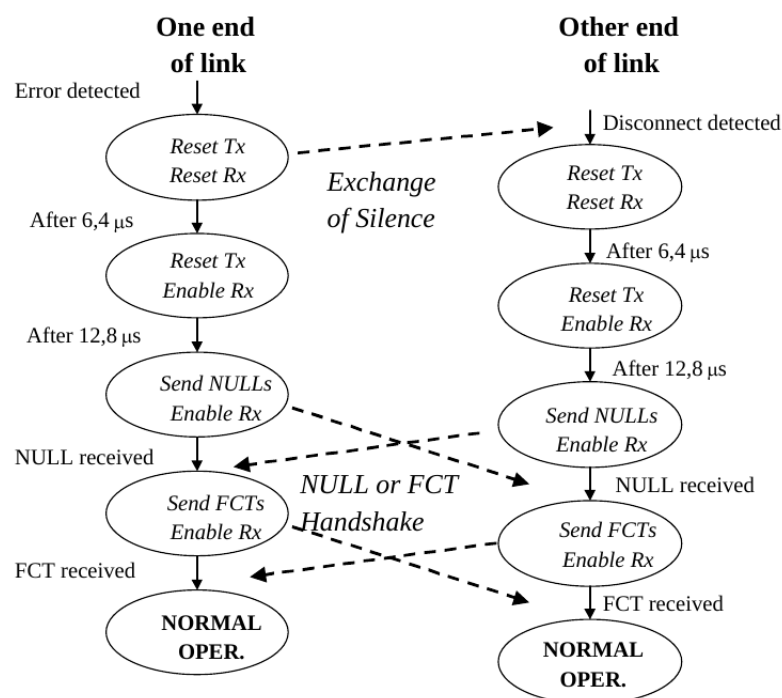 One end
of link
Other end
of link
Error detected
Disconnect detected
Reset Tx
Reset Rx
Exchange
of Silence
Reset Tx
Reset Rx
After 6,4 µs
After 6,4 µs
Reset Tx
Enable Rx
Reset Tx
Enable Rx
After 12,8 µs
After 12,8 µs
Send NULLs
Enable Rx
Send NULLs
Enable Rx
NULL received
NULL or FCT
Handshake
NULL received
Send FCTs
Enable Rx
Send FCTs
Enable Rx
FCT received
FCT received
NORMAL
OPER.
NORMAL
OPER.